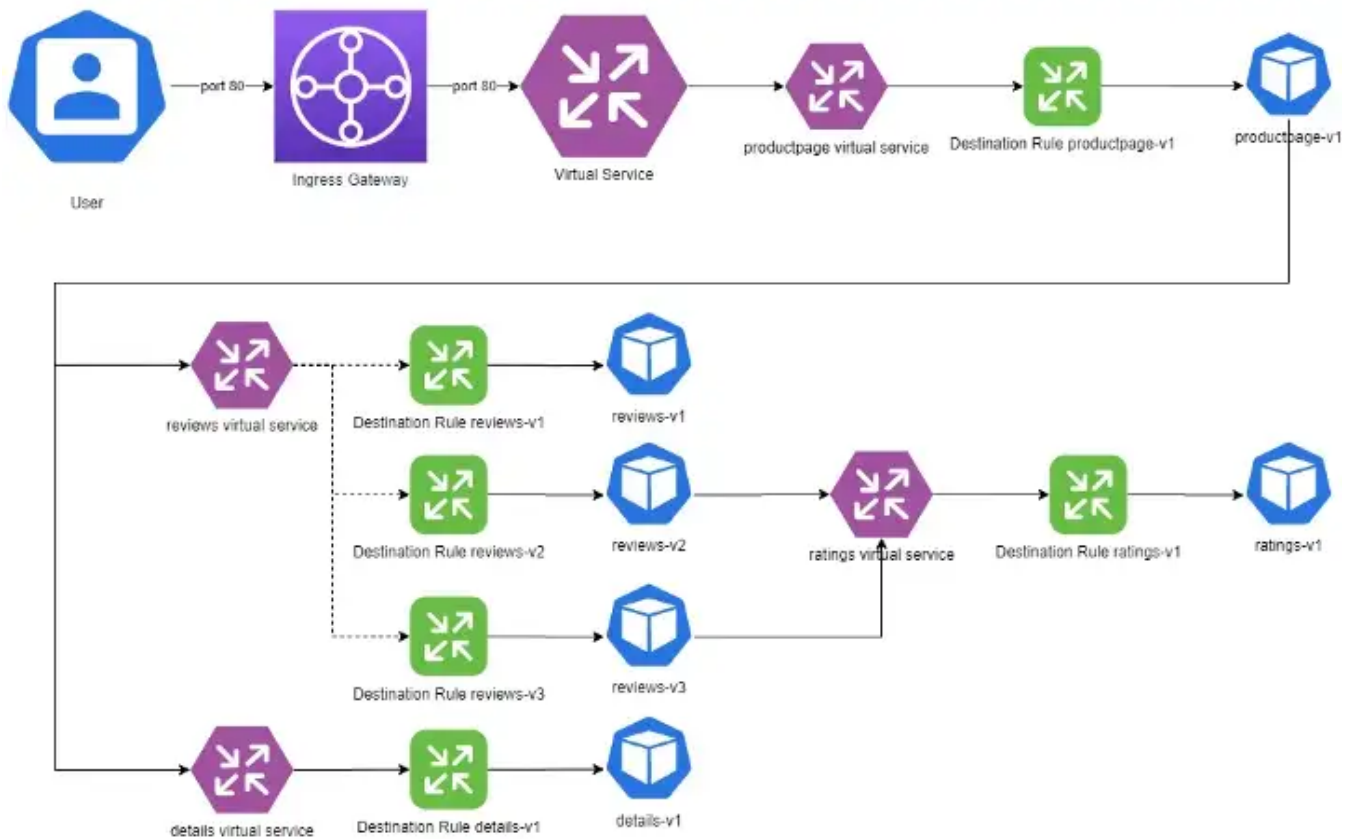 port 80
port 80
productpage-v1
productpage virtual service
Destination Rule productpage-v1
Virtual Service
Ingress Gateway
User
reviews-v1
reviews virtual service
Destination Rule reviews-v1
reviews-v2
Destination Rule reviews-v2
ratings virtual service
Destination Rule ratings-v1
ratings-v1
reviews-v3
Destination Rule reviews-v3
details virtual service
Destination Rule details-v1
details-v1